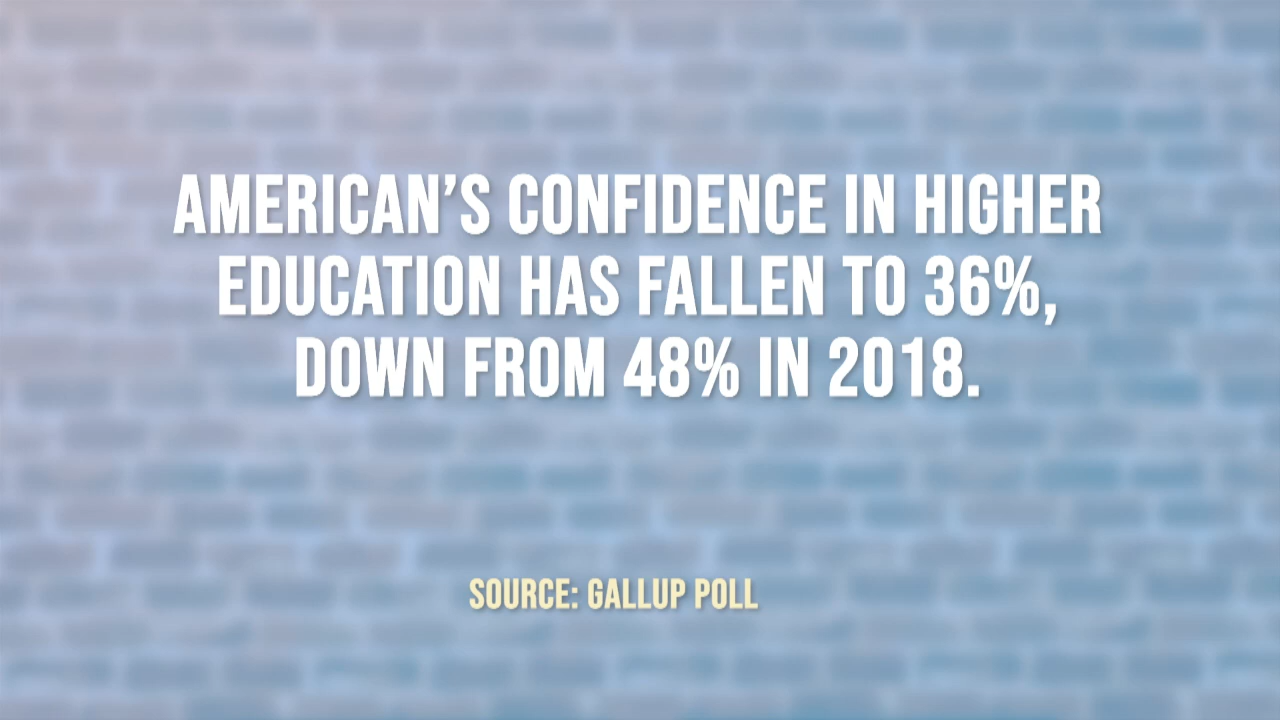 AMERICAN’S CONFIDENCE IN HIGHER
EDUCATION HAS FALLEN TO 36%,
DOWN FROM 48% IN 2018.
SOURCE: GALLUP POLL